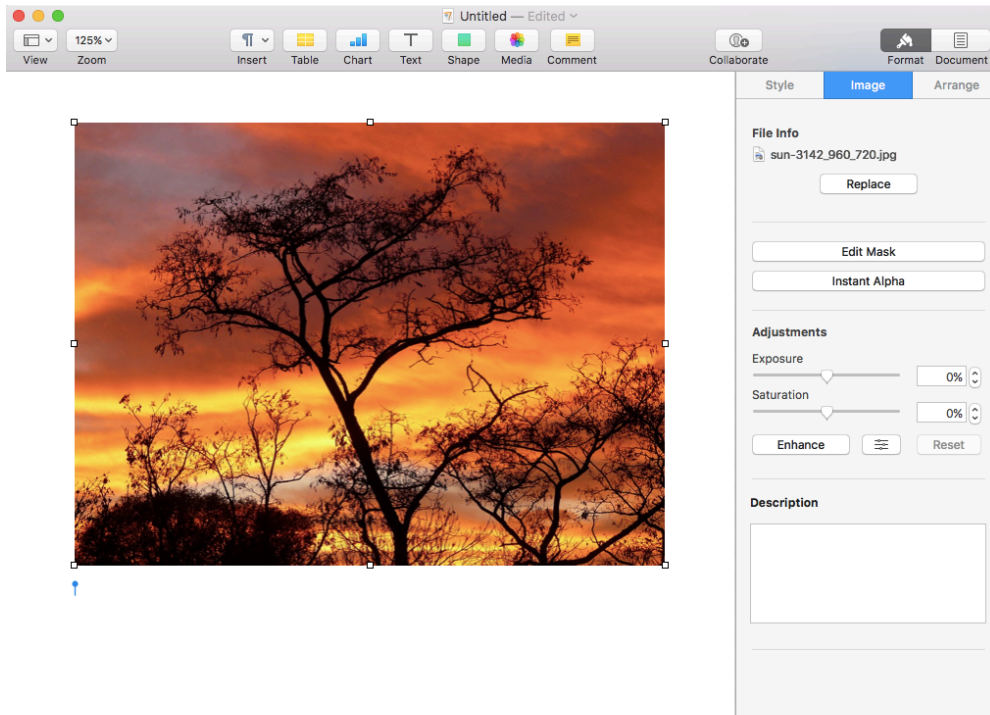 Untitled — Edited
125%
View Zoom Insert Table Chart Text Shape Media Comment Collaborate Format Document
Style Image Arrange
File Info
sun-3142_960_720.jpg
Replace
Edit Mask
Instant Alpha
Adjustments
Exposure
0%
Saturation
0%
Enhance Reset
Description